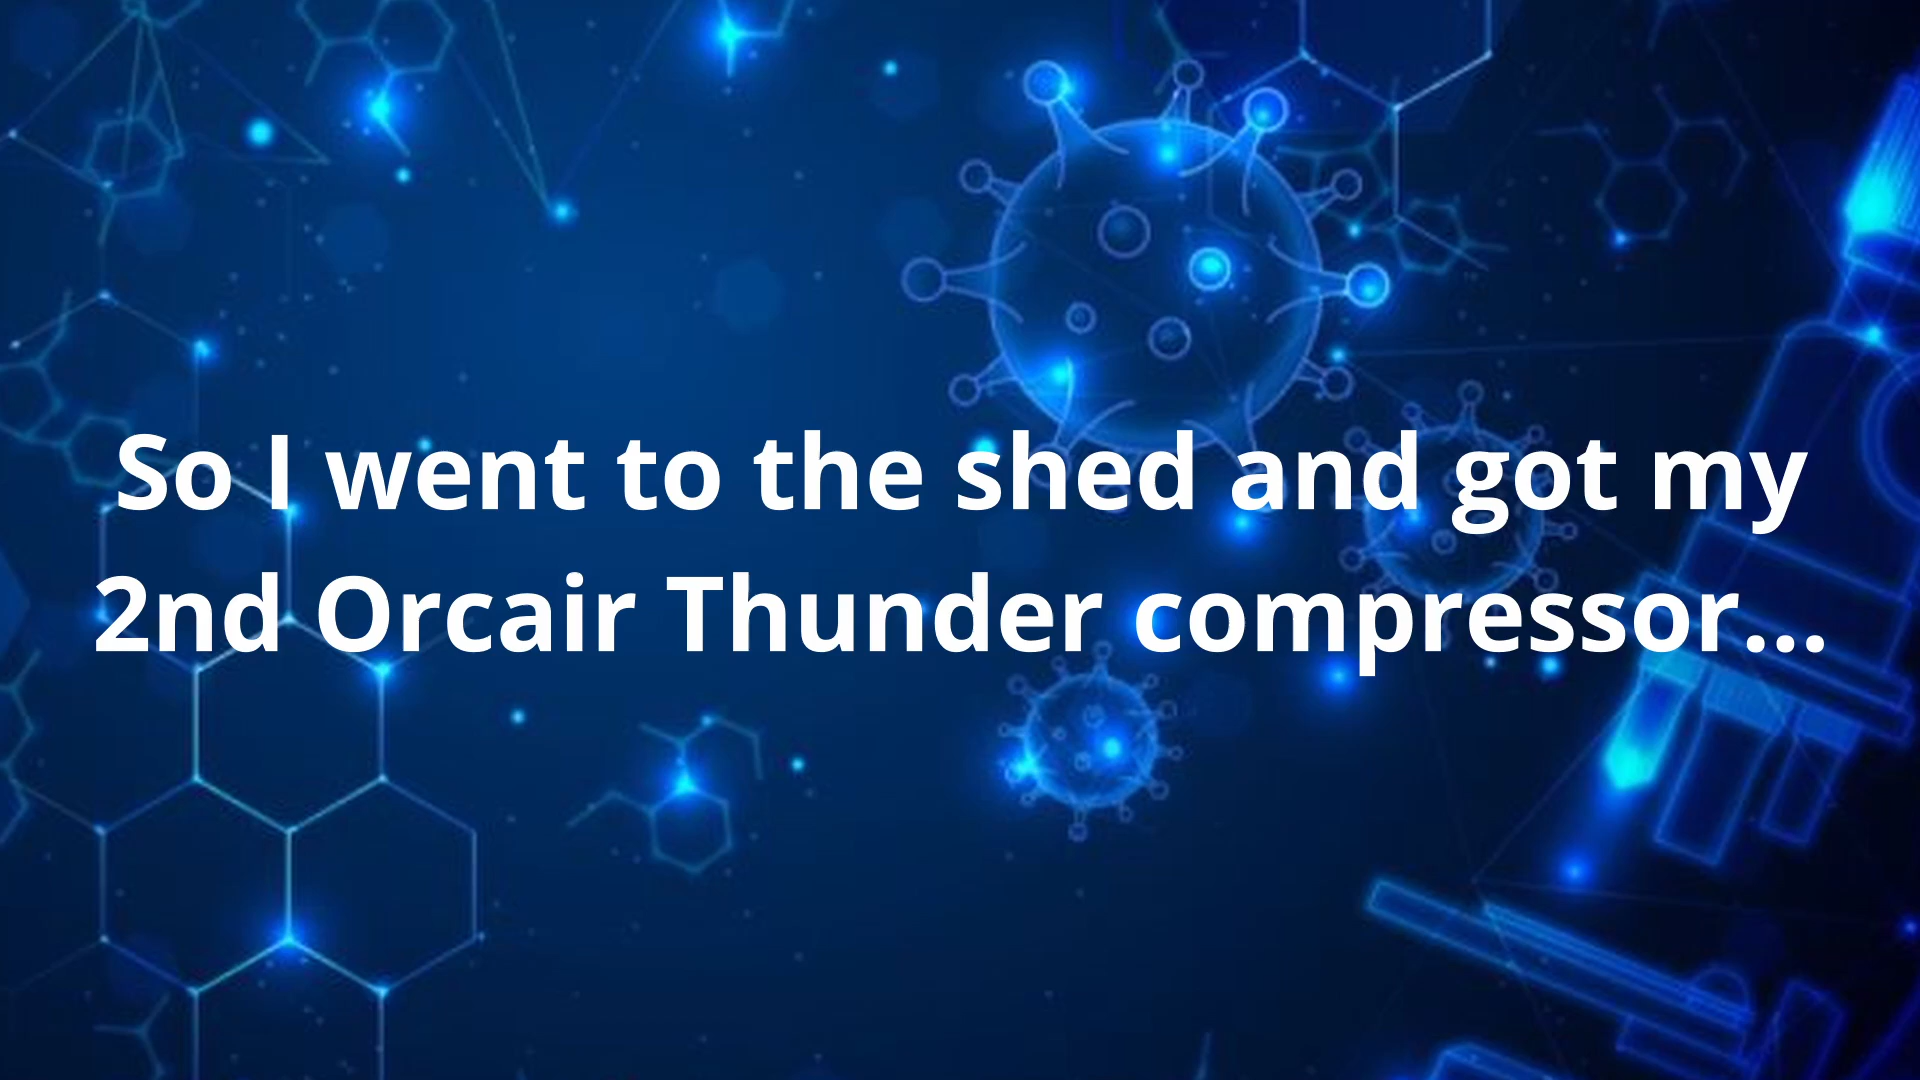 So I went to the shed and got my
2nd Orcair Thunder compressor...